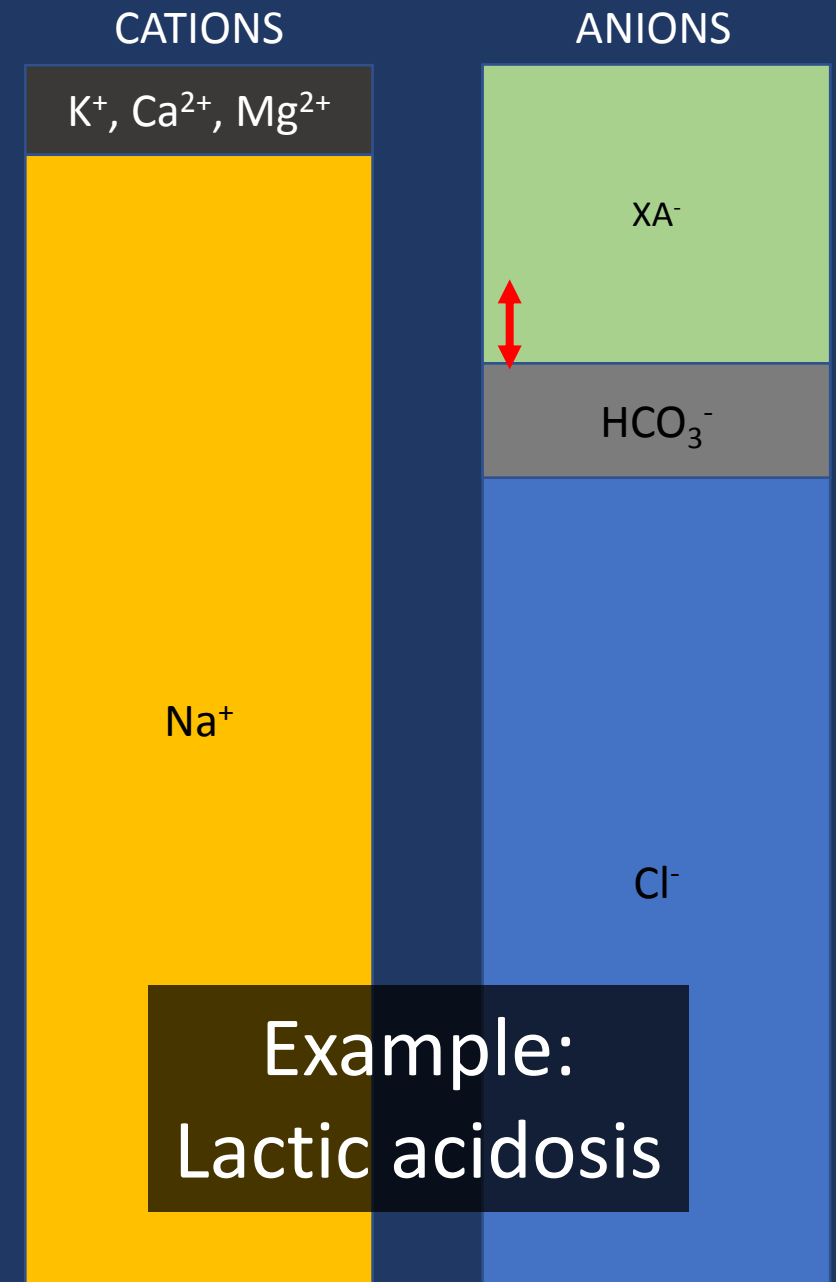 CATIONS
ANIONS
K⁺, Ca²⁺, Mg²⁺
XA⁻
HCO₃⁻
Na⁺
Cl⁻
Example:
Lactic acidosis